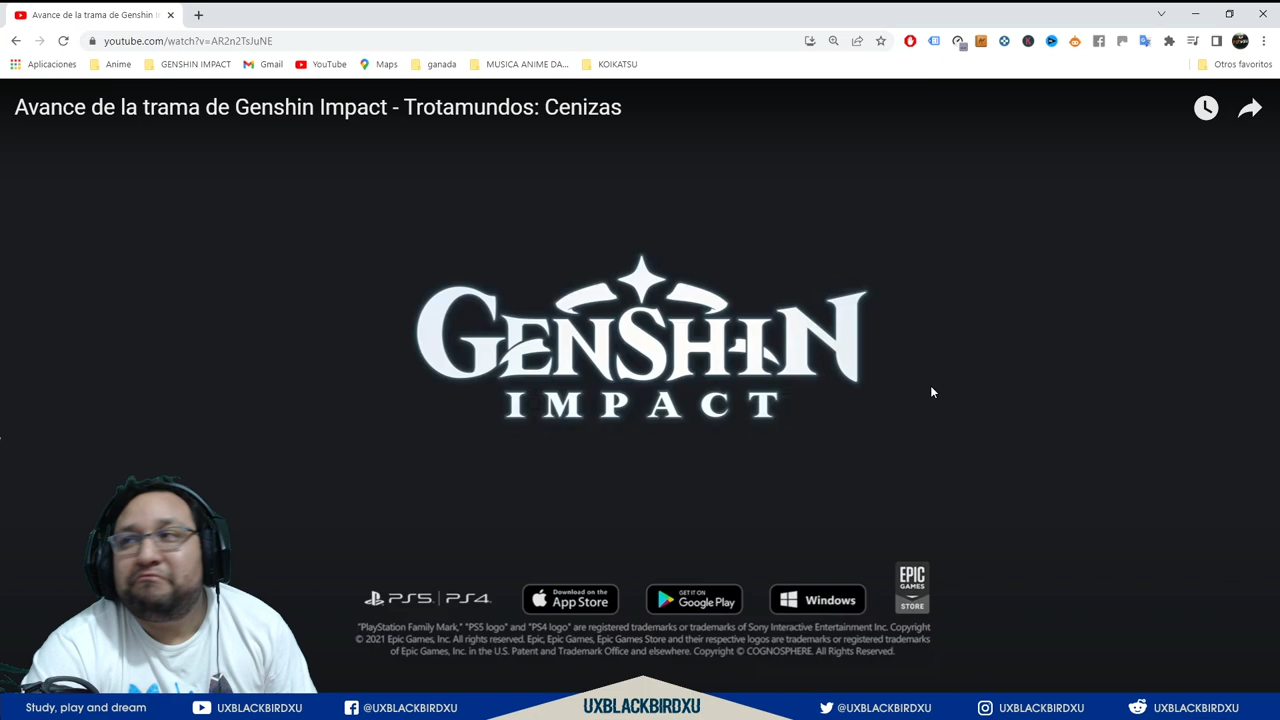 Avance de la trama de Genshin I
youtube.com/watch?v=AR2n2TsJuNE
Aplicaciones
Anime
GENSHIN IMPACT
Gmail
YouTube
Maps
ganada
MUSICA ANIME DA...
KOIKATSU
Otros favoritos
Avance de la trama de Genshin Impact - Trotamundos: Cenizas
GENSHIN
IMPACT
PS5 | PS4
Download on the
App Store
GET IT ON
Google Play
Windows
EPIC
GAMES
STORE
"PlayStation Family Mark," "PS5 logo" and "PS4 logo" are registered trademarks or trademarks of Sony Interactive Entertainment Inc. Copyright
© 2021 Epic Games, Inc. All rights reserved. Epic, Epic Games, Epic Games Store and their respective logos are trademarks or registered trademarks
of Epic Games, Inc. in the U.S. Patent and Trademark Office and elsewhere. Copyright © COGNOSPHERE. All Rights Reserved.
Study, play and dream
UXBLACKBIRDXU
@UXBLACKBIRDXU
UXBLACKBIRDXU
@UXBLACKBIRDXU
UXBLACKBIRDXU
UXBLACKBIRDXU